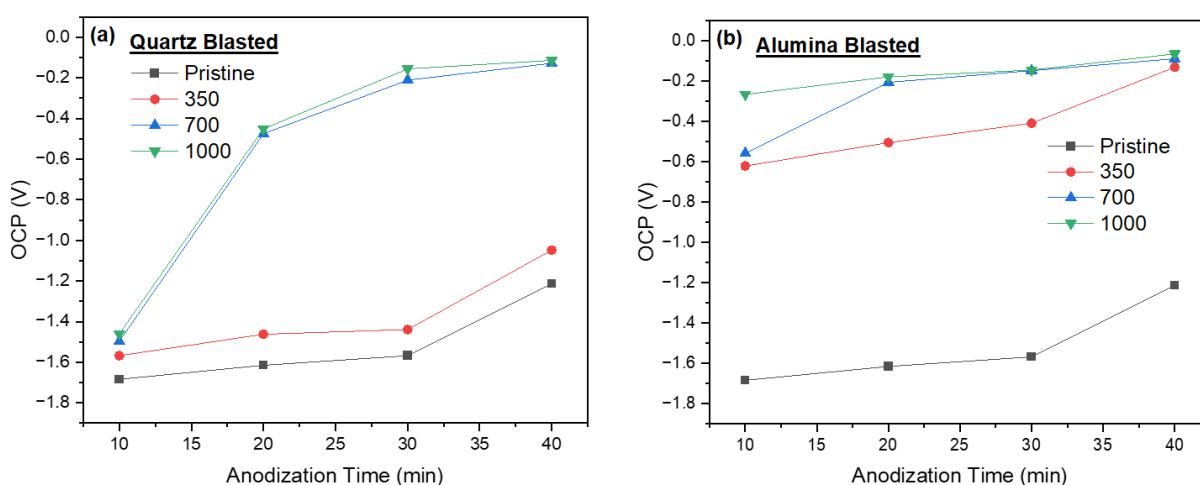 (a) Quartz Blasted
Pristine
350
700
1000
0.0
−0.2
−0.4
−0.6
−0.8
−1.0
−1.2
−1.4
−1.6
−1.8
OCP (V)
10 15 20 25 30 35 40
Anodization Time (min)
(b) Alumina Blasted
Pristine
350
700
1000
0.0
−0.2
−0.4
−0.6
−0.8
−1.0
−1.2
−1.4
−1.6
−1.8
OCP (V)
10 15 20 25 30 35 40
Anodization Time (min)